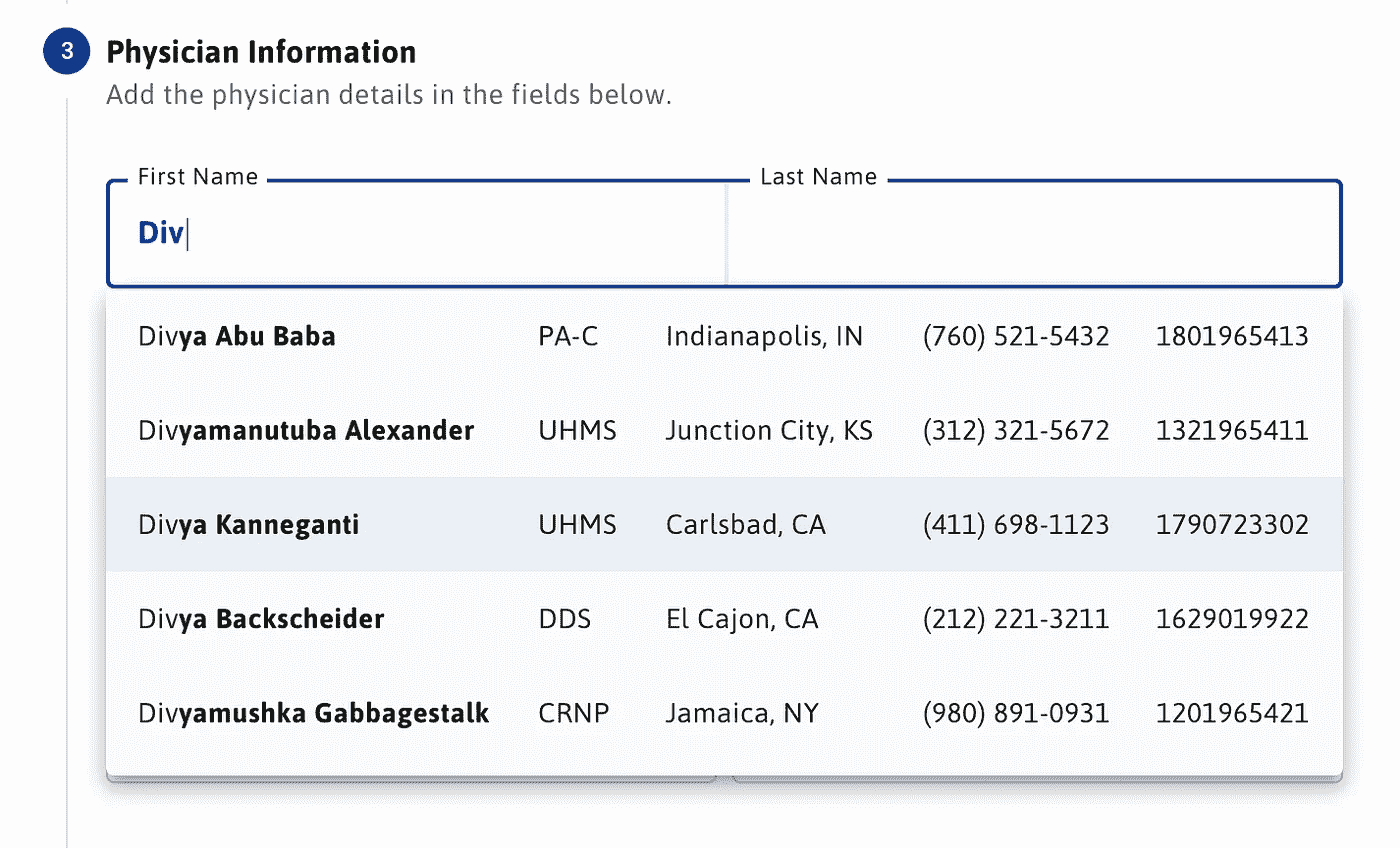 3 Physician Information
Add the physician details in the fields below.
First Name Last Name
Div
Divya Abu Baba PA-C Indianapolis, IN (760) 521-5432 1801965413
Divyamanutuba Alexander UHMS Junction City, KS (312) 321-5672 1321965411
Divya Kanneganti UHMS Carlsbad, CA (411) 698-1123 1790723302
Divya Backscheider DDS El Cajon, CA (212) 221-3211 1629019922
Divyamushka Gabbagestalk CRNP Jamaica, NY (980) 891-0931 1201965421